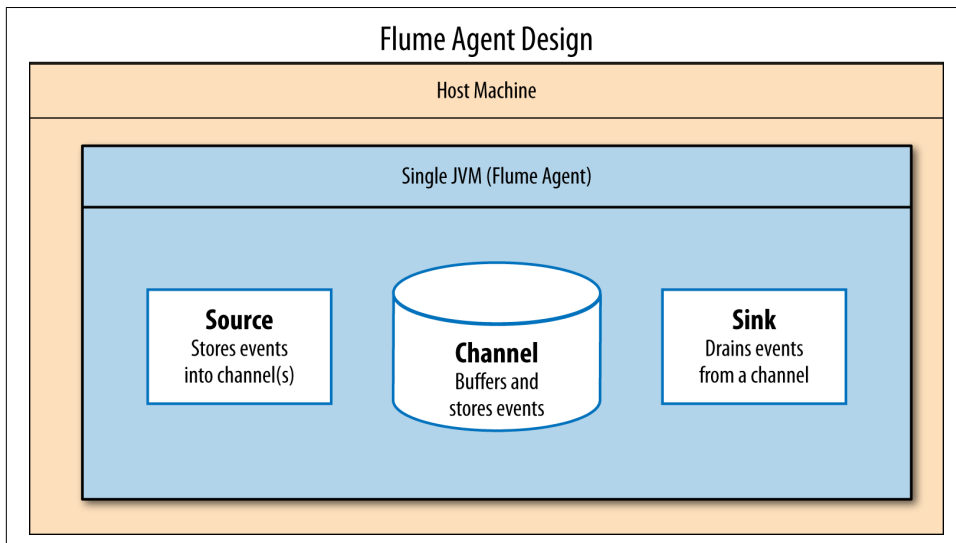 Flume Agent Design
Host Machine
Single JVM (Flume Agent)
Source
Stores events
into channel(s)
Channel
Buffers and
stores events
Sink
Drains events
from a channel